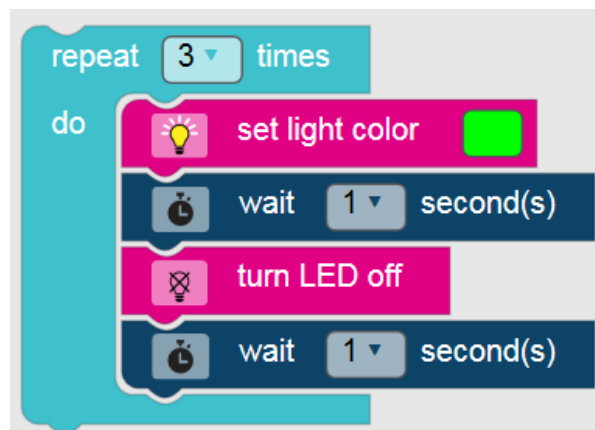 repeat 3 times
do set light color
wait 1 second(s)
turn LED off
wait 1 second(s)